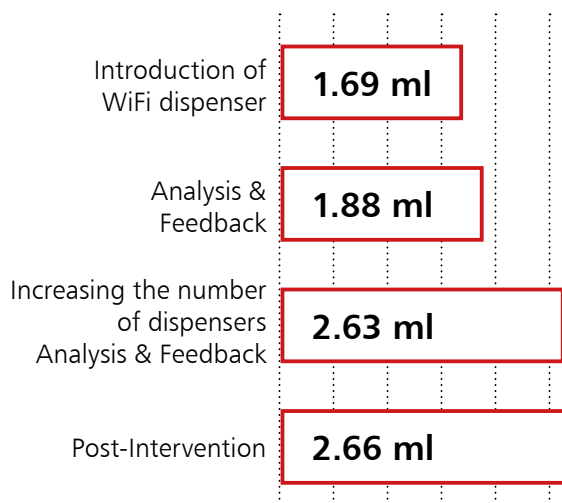 Introduction of
WiFi dispenser
1.69 ml
Analysis &
Feedback
1.88 ml
Increasing the number
of dispensers
Analysis & Feedback
2.63 ml
Post-Intervention
2.66 ml